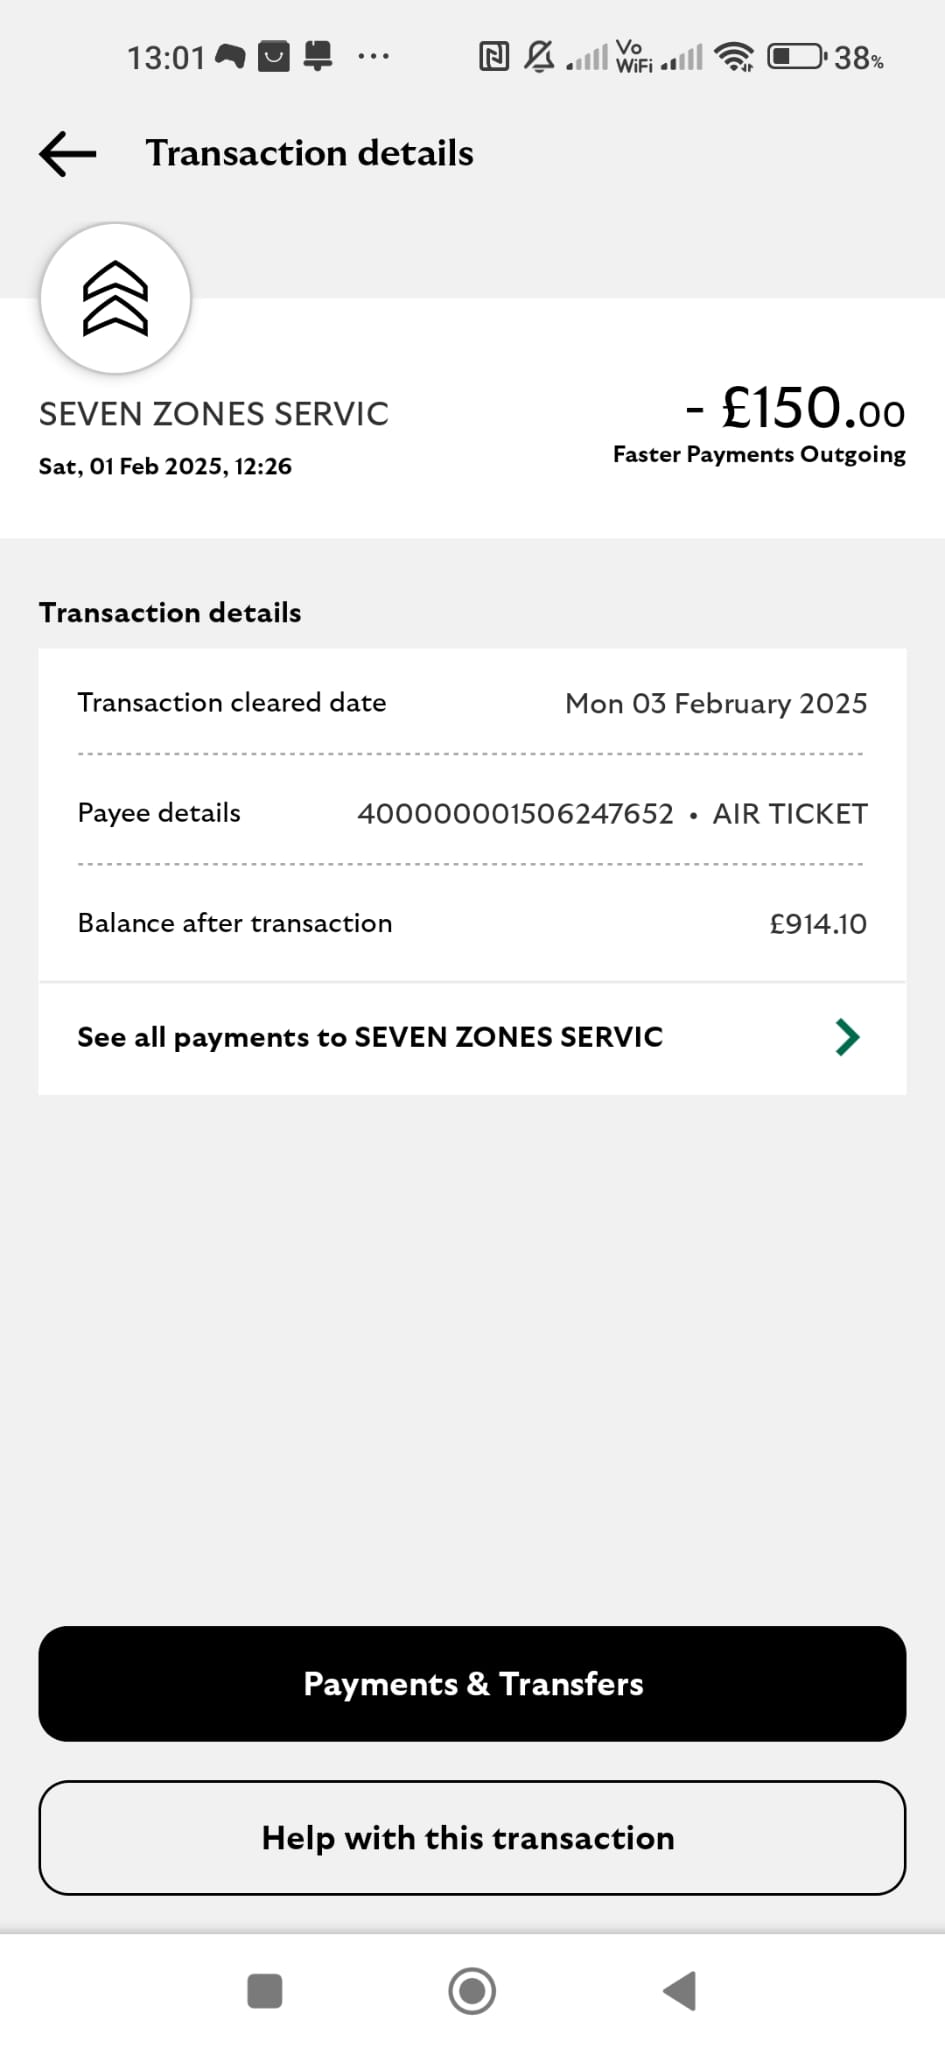 13:01 ... Vo WiFi 38%
Transaction details
SEVEN ZONES SERVIC
- £150.00
Sat, 01 Feb 2025, 12:26
Faster Payments Outgoing
Transaction details
Transaction cleared date Mon 03 February 2025
Payee details 400000001506247652 • AIR TICKET
Balance after transaction £914.10
See all payments to SEVEN ZONES SERVIC
Payments & Transfers
Help with this transaction